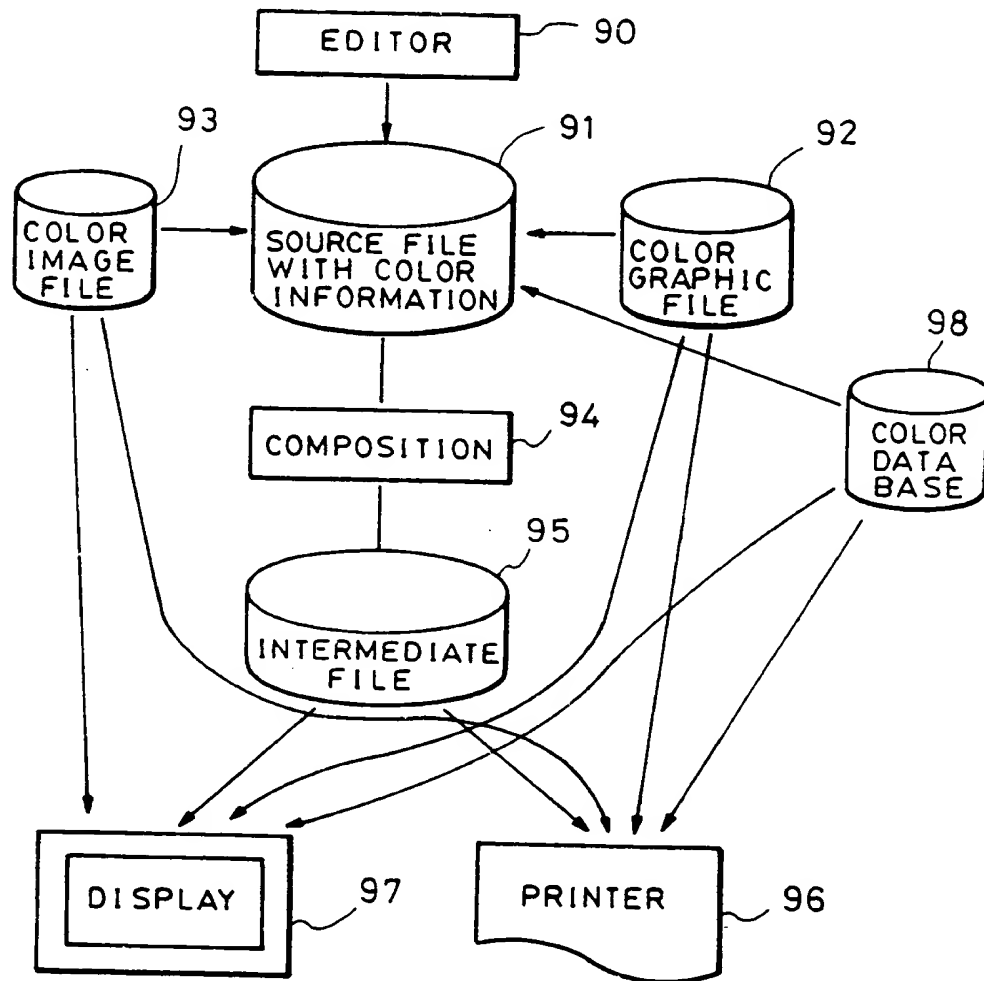 EDITOR
90
93
91
92
COLOR
IMAGE
FILE
SOURCE FILE
WITH COLOR
INFORMATION
COLOR
GRAPHIC
FILE
98
COLOR
DATA
BASE
COMPOSITION
94
95
INTERMEDIATE
FILE
DISPLAY
97
PRINTER
96